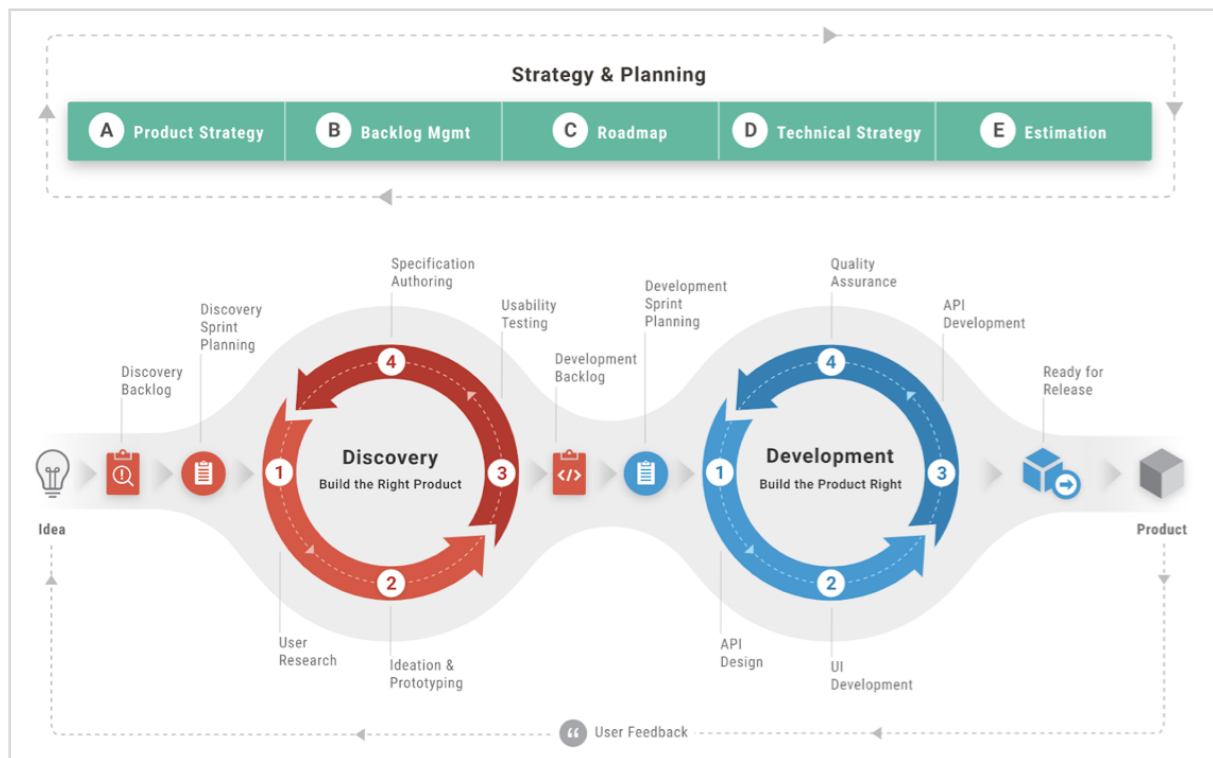 Strategy & Planning
A Product Strategy
B Backlog Mgmt
C Roadmap
D Technical Strategy
E Estimation
Specification
Authoring
Quality
Assurance
Discovery
Sprint
Planning
Usability
Testing
Development
Sprint
Planning
API
Development
Discovery
Backlog
Development
Backlog
Ready for
Release
4
4
Discovery
Build the Right Product
Development
Build the Product Right
1
3
</>
1
3
Idea
Product
2
2
User
Research
Ideation &
Prototyping
API
Design
UI
Development
User Feedback